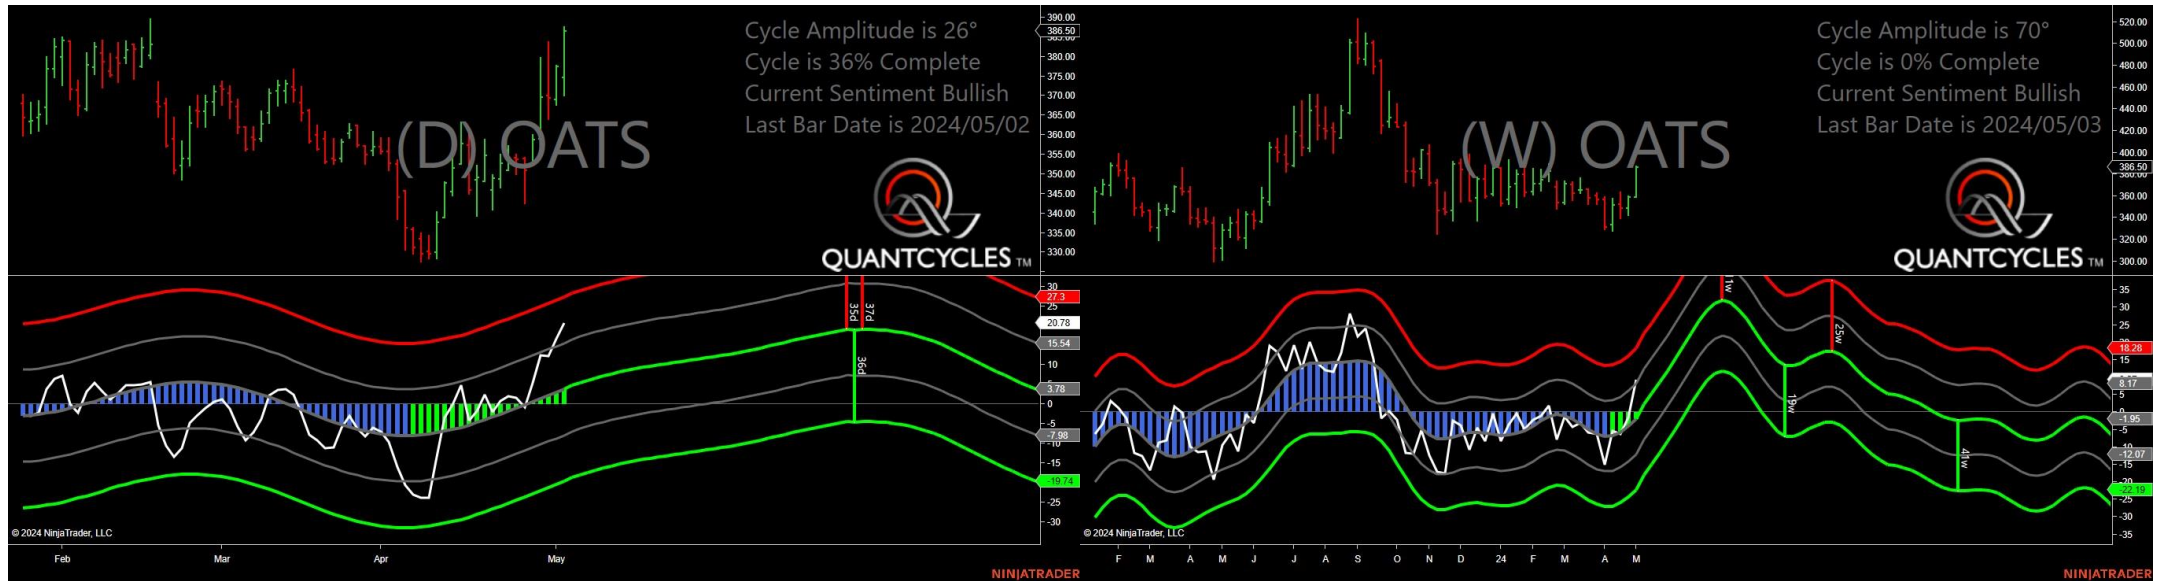 Cycle Amplitude is 26°
Cycle is 36% Complete
Current Sentiment Bullish
Last Bar Date is 2024/05/02
(D) OATS
QUANTCYCLES TM
390.00
386.50
380.00
375.00
370.00
365.00
360.00
355.00
350.00
345.00
340.00
335.00
330.00
30
27.3
25
20.78
15.54
10
3.78
0
-5
-7.98
-10
-15
-19.74
-25
-30
35d
37d
36d
© 2024 NinjaTrader, LLC
Feb
Mar
Apr
May
NINJATRADER
Cycle Amplitude is 70°
Cycle is 0% Complete
Current Sentiment Bullish
Last Bar Date is 2024/05/03
(W) OATS
QUANTCYCLES TM
520.00
500.00
480.00
460.00
440.00
420.00
400.00
386.50
380.00
360.00
340.00
320.00
300.00
35
30
25
20
18.28
15
8.17
5
-1.95
-5
-10
-12.07
-15
-20
-22.19
-25
-30
-35
1w
25w
19w
41w
© 2024 NinjaTrader, LLC
F
M
A
M
J
J
A
S
O
N
D
24
F
M
A
M
NINJATRADER